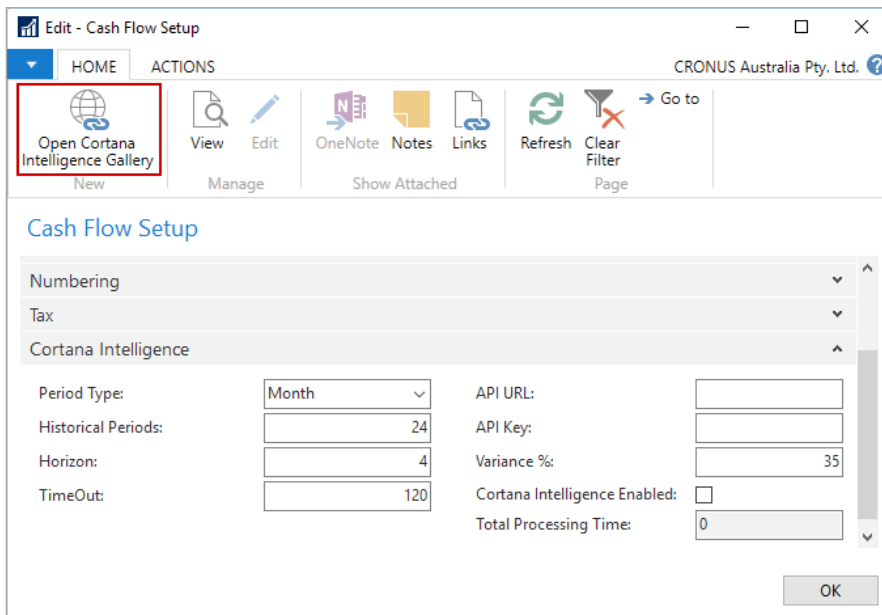 Edit - Cash Flow Setup
HOME ACTIONS CRONUS Australia Pty. Ltd. ?
Open Cortana
Intelligence Gallery
New
View Edit
Manage
OneNote Notes Links
Show Attached
Refresh Clear
Filter
Go to
Page
Cash Flow Setup
Numbering
Tax
Cortana Intelligence
Period Type: Month
Historical Periods: 24
Horizon: 4
TimeOut: 120
API URL:
API Key:
Variance %: 35
Cortana Intelligence Enabled:
Total Processing Time: 0
OK